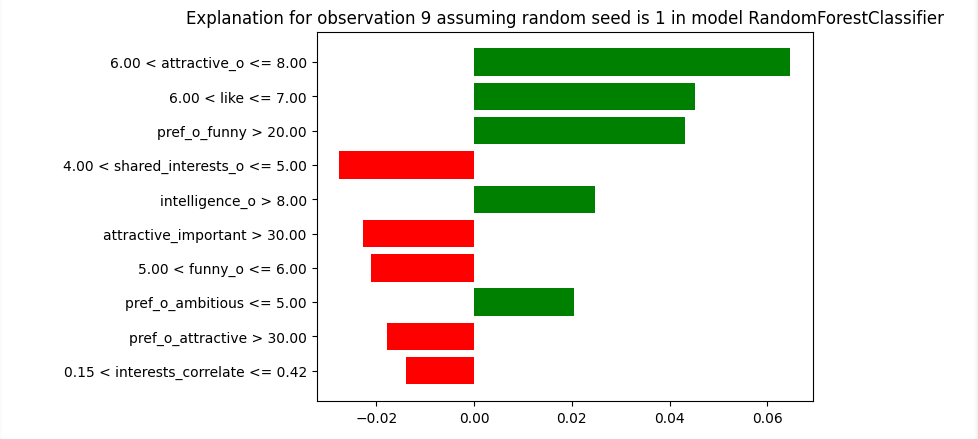 Explanation for observation 9 assuming random seed is 1 in model RandomForestClassifier
6.00 < attractive_o <= 8.00
6.00 < like <= 7.00
pref_o_funny > 20.00
4.00 < shared_interests_o <= 5.00
intelligence_o > 8.00
attractive_important > 30.00
5.00 < funny_o <= 6.00
pref_o_ambitious <= 5.00
pref_o_attractive > 30.00
0.15 < interests_correlate <= 0.42
−0.02 0.00 0.02 0.04 0.06